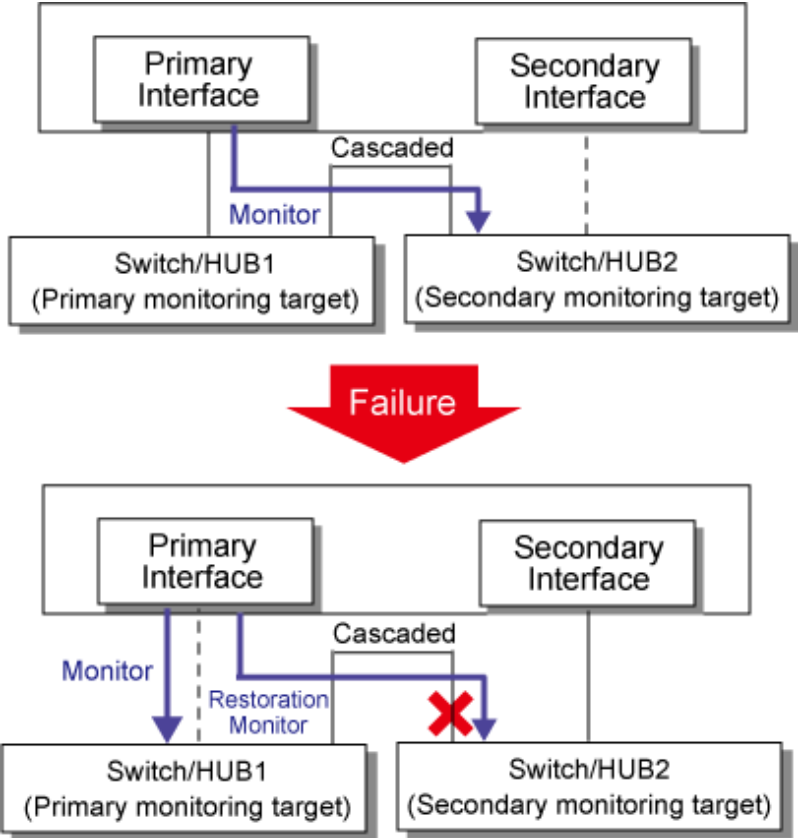 Primary
Interface
Secondary
Interface
Cascaded
Monitor
Switch/HUB1
(Primary monitoring target)
Switch/HUB2
(Secondary monitoring target)
Failure
Primary
Interface
Secondary
Interface
Cascaded
Monitor
Restoration
Monitor
Switch/HUB1
(Primary monitoring target)
Switch/HUB2
(Secondary monitoring target)